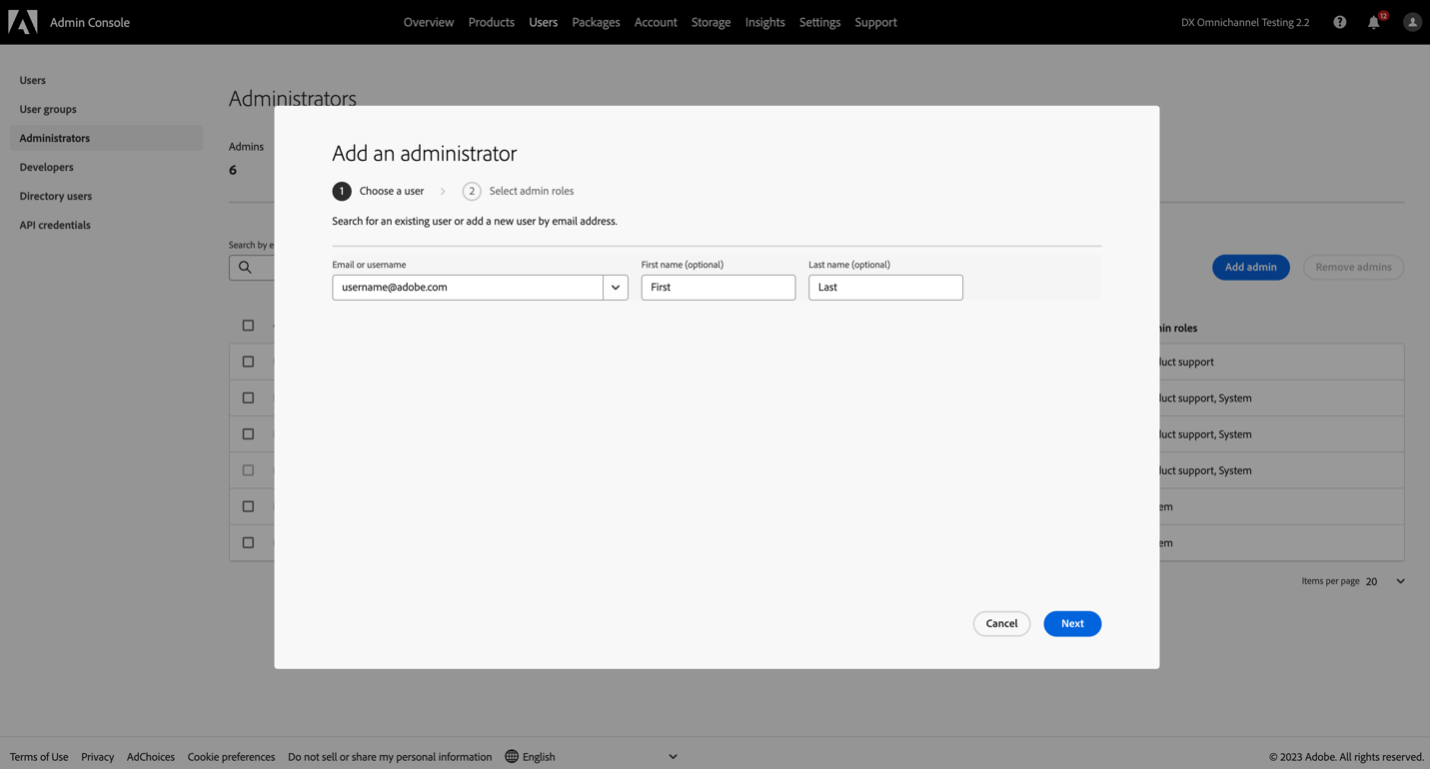 Admin Console
Overview Products Users Packages Account Storage Insights Settings Support
DX Omnichannel Testing 2.2
12
Users
User groups
Administrators
Developers
Directory users
API credentials
Administrators
Admins
6
Search by e
Add admin Remove admins
in roles
uct support
uct support, System
uct support, System
uct support, System
em
em
Items per page 20
Add an administrator
1 Choose a user 2 Select admin roles
Search for an existing user or add a new user by email address.
Email or username First name (optional) Last name (optional)
username@adobe.com First Last
Cancel Next
Terms of Use Privacy AdChoices Cookie preferences Do not sell or share my personal information English
© 2023 Adobe. All rights reserved.